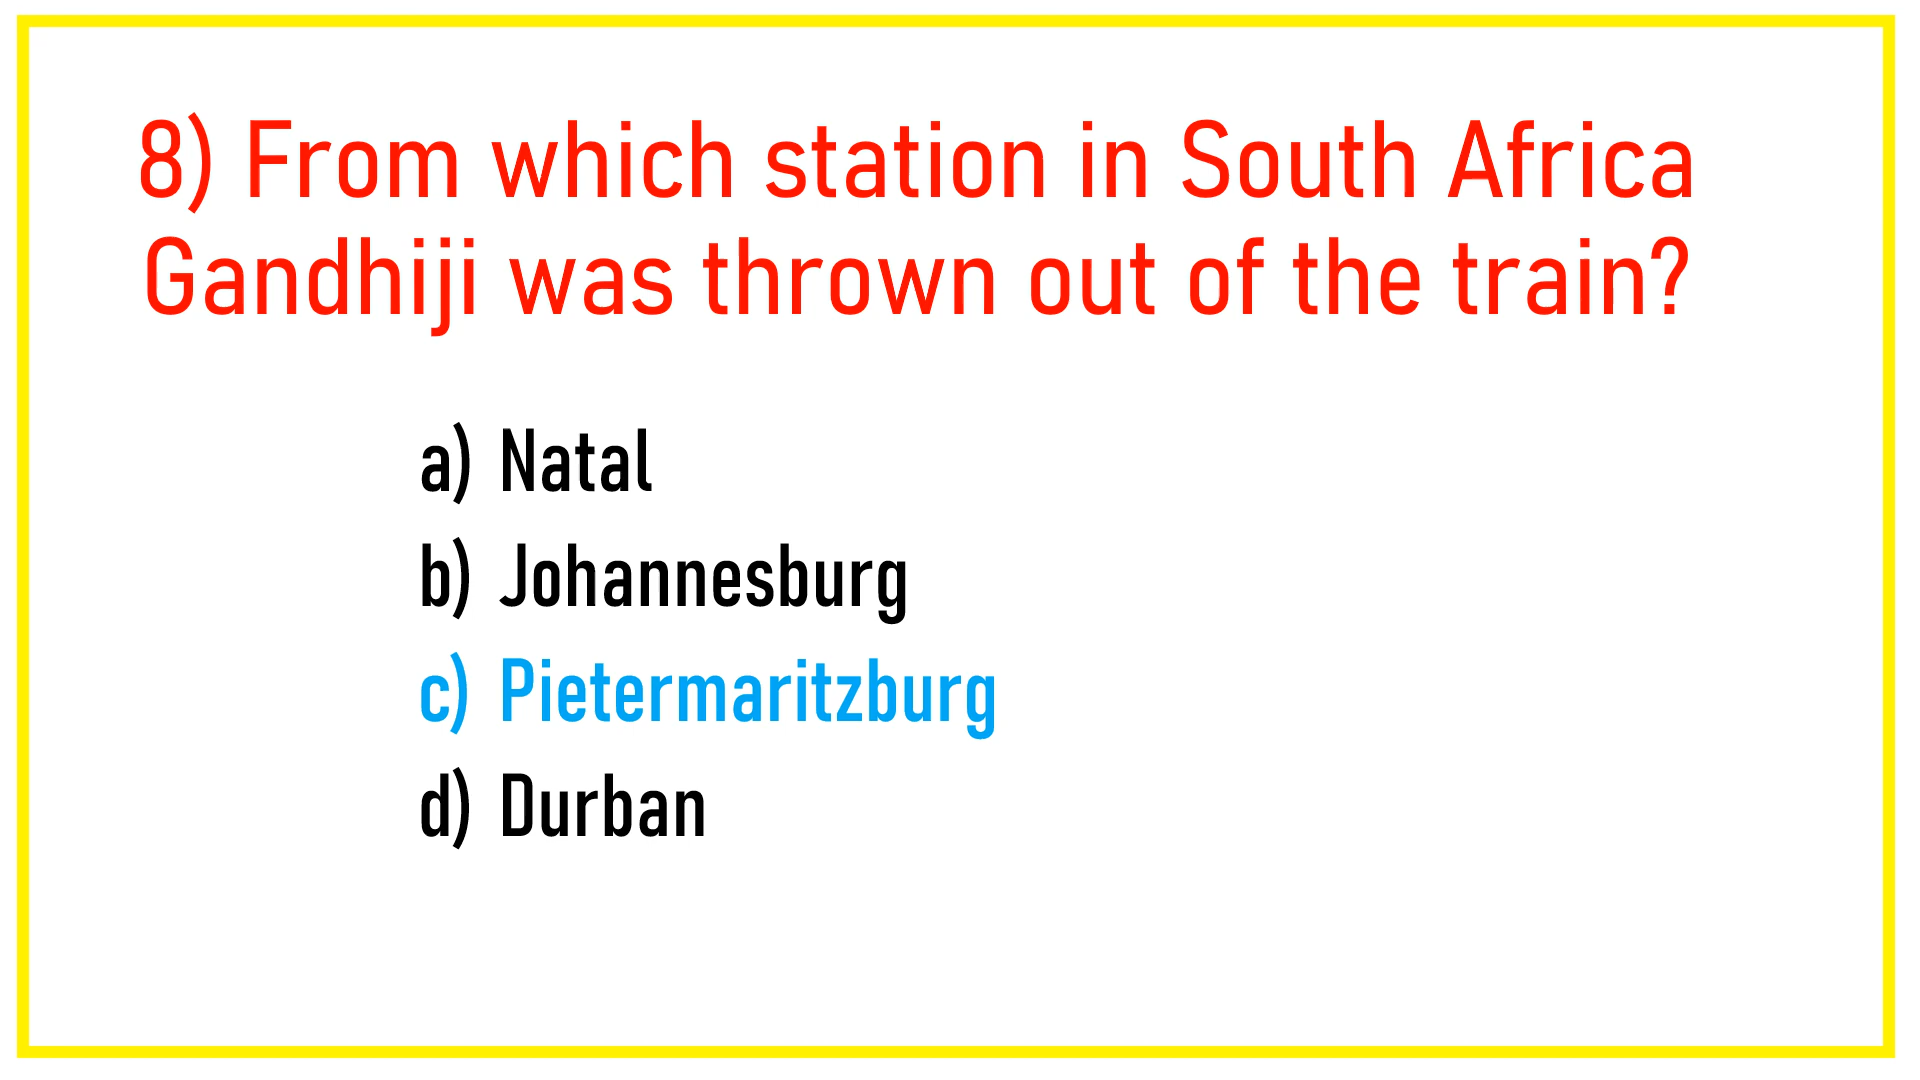 8) From which station in South Africa
Gandhiji was thrown out of the train?
a) Natal
b) Johannesburg
c) Pietermaritzburg
d) Durban